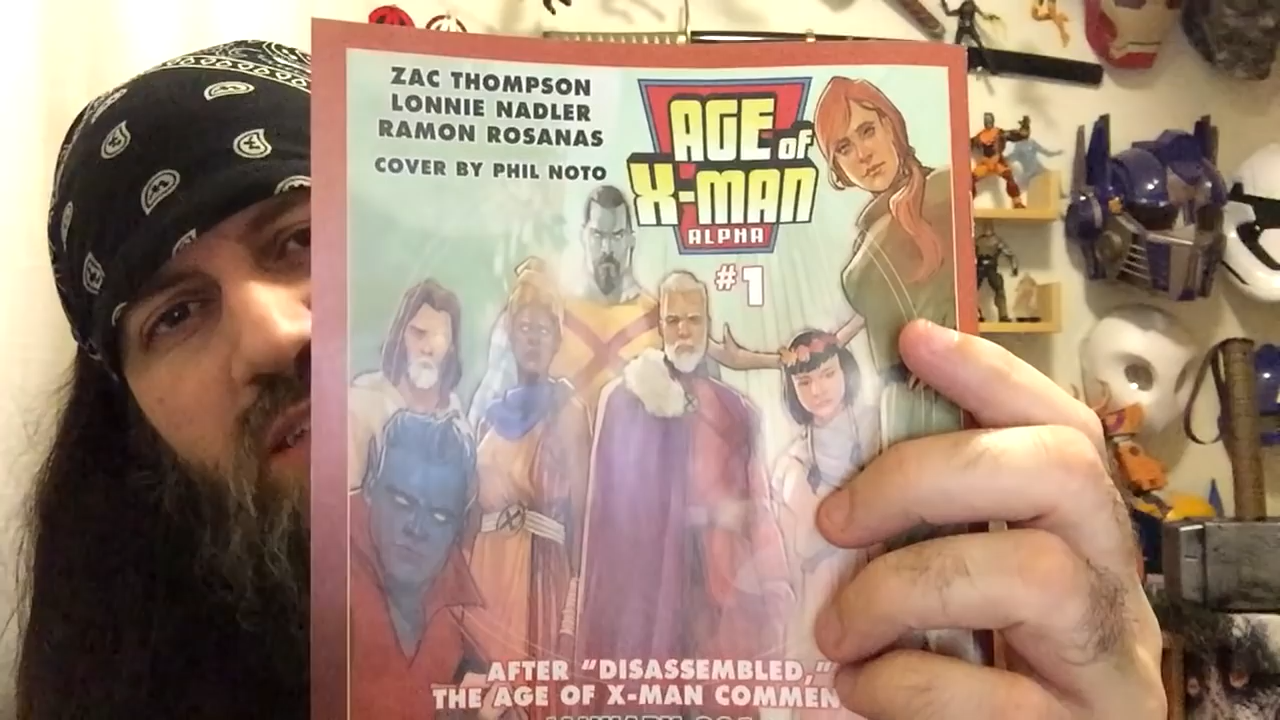 ZAC THOMPSON
LONNIE NADLER
RAMON ROSANAS
COVER BY PHIL NOTO
AGE of
X-MAN
ALPHA
#1
AFTER "DISASSEMBLED,"
THE AGE OF X-MAN COMMEN